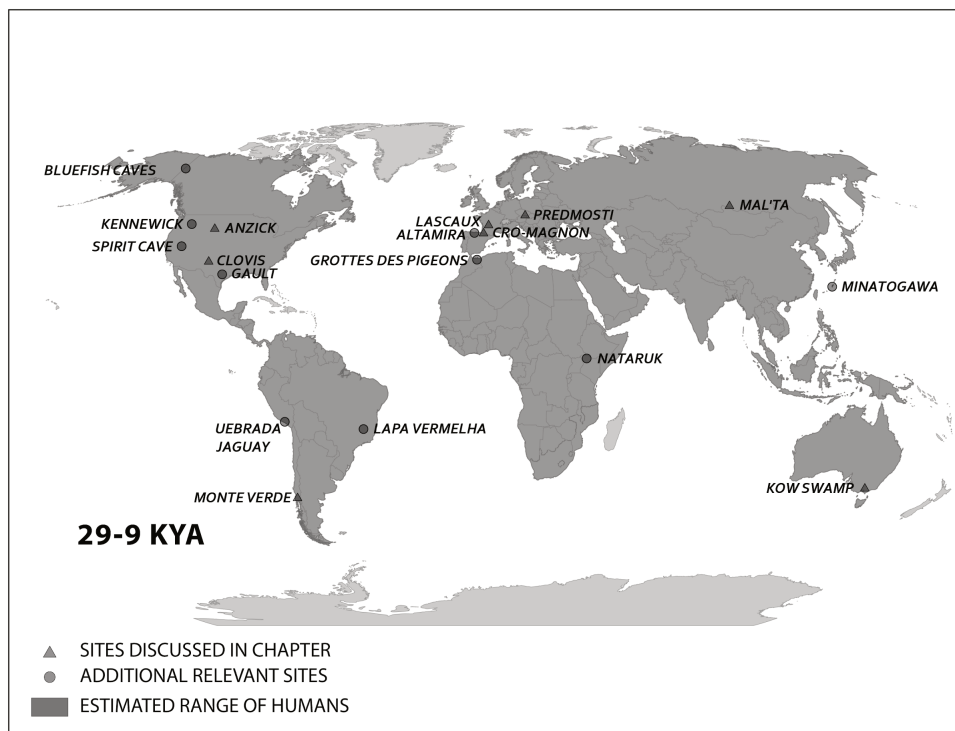 BLUEFISH CAVES
KENNEWICK
ANZICK
SPIRIT CAVE
CLOVIS
GAULT
LASCAUX
ALTAMIRA
PREDMOSTI
CRO-MAGNON
GROTTES DES PIGEONS
MAL'TA
MINATOGAWA
NATARUK
UEBRADA
JAGUAY
LAPA VERMELHA
MONTE VERDE
KOW SWAMP
29-9 KYA
SITES DISCUSSED IN CHAPTER
ADDITIONAL RELEVANT SITES
ESTIMATED RANGE OF HUMANS